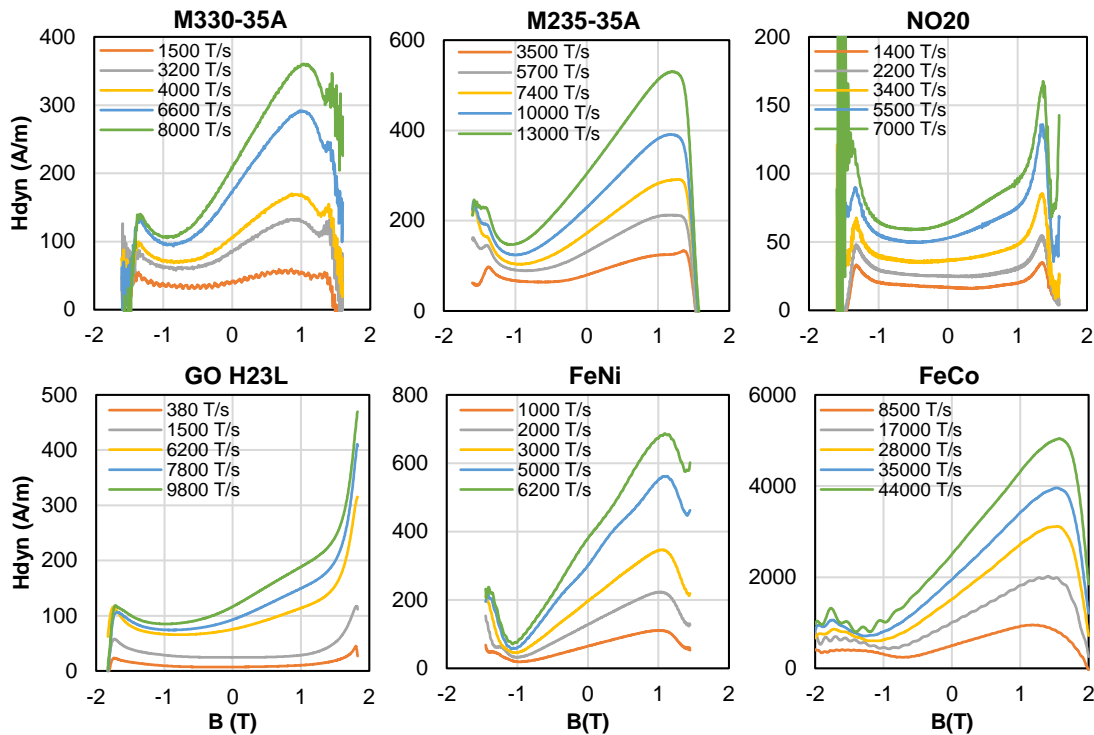 M330-35A
M235-35A
NO20
Hdyn (A/m)
400
300
200
100
0
1500 T/s
3200 T/s
4000 T/s
6600 T/s
8000 T/s
-2 -1 0 1 2
600
400
200
0
3500 T/s
5700 T/s
7400 T/s
10000 T/s
13000 T/s
-2 -1 0 1 2
200
150
100
50
0
1400 T/s
2200 T/s
3400 T/s
5500 T/s
7000 T/s
-2 -1 0 1 2
GO H23L
FeNi
FeCo
Hdyn (A/m)
500
400
300
200
100
0
380 T/s
1500 T/s
6200 T/s
7800 T/s
9800 T/s
-2 -1 0 1 2
B (T)
800
600
400
200
0
1000 T/s
2000 T/s
3000 T/s
5000 T/s
6200 T/s
-2 -1 0 1 2
B(T)
6000
4000
2000
0
8500 T/s
17000 T/s
28000 T/s
35000 T/s
44000 T/s
-2 -1 0 1 2
B(T)